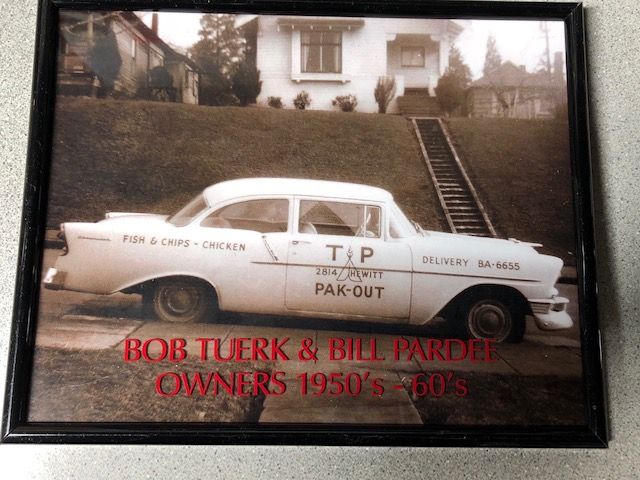 FISH & CHIPS - CHICKEN
T P
2814 HEWITT
PAK-OUT
DELIVERY BA-6655
BOB TUERK & BILL PARDEE
OWNERS 1950's - 60's